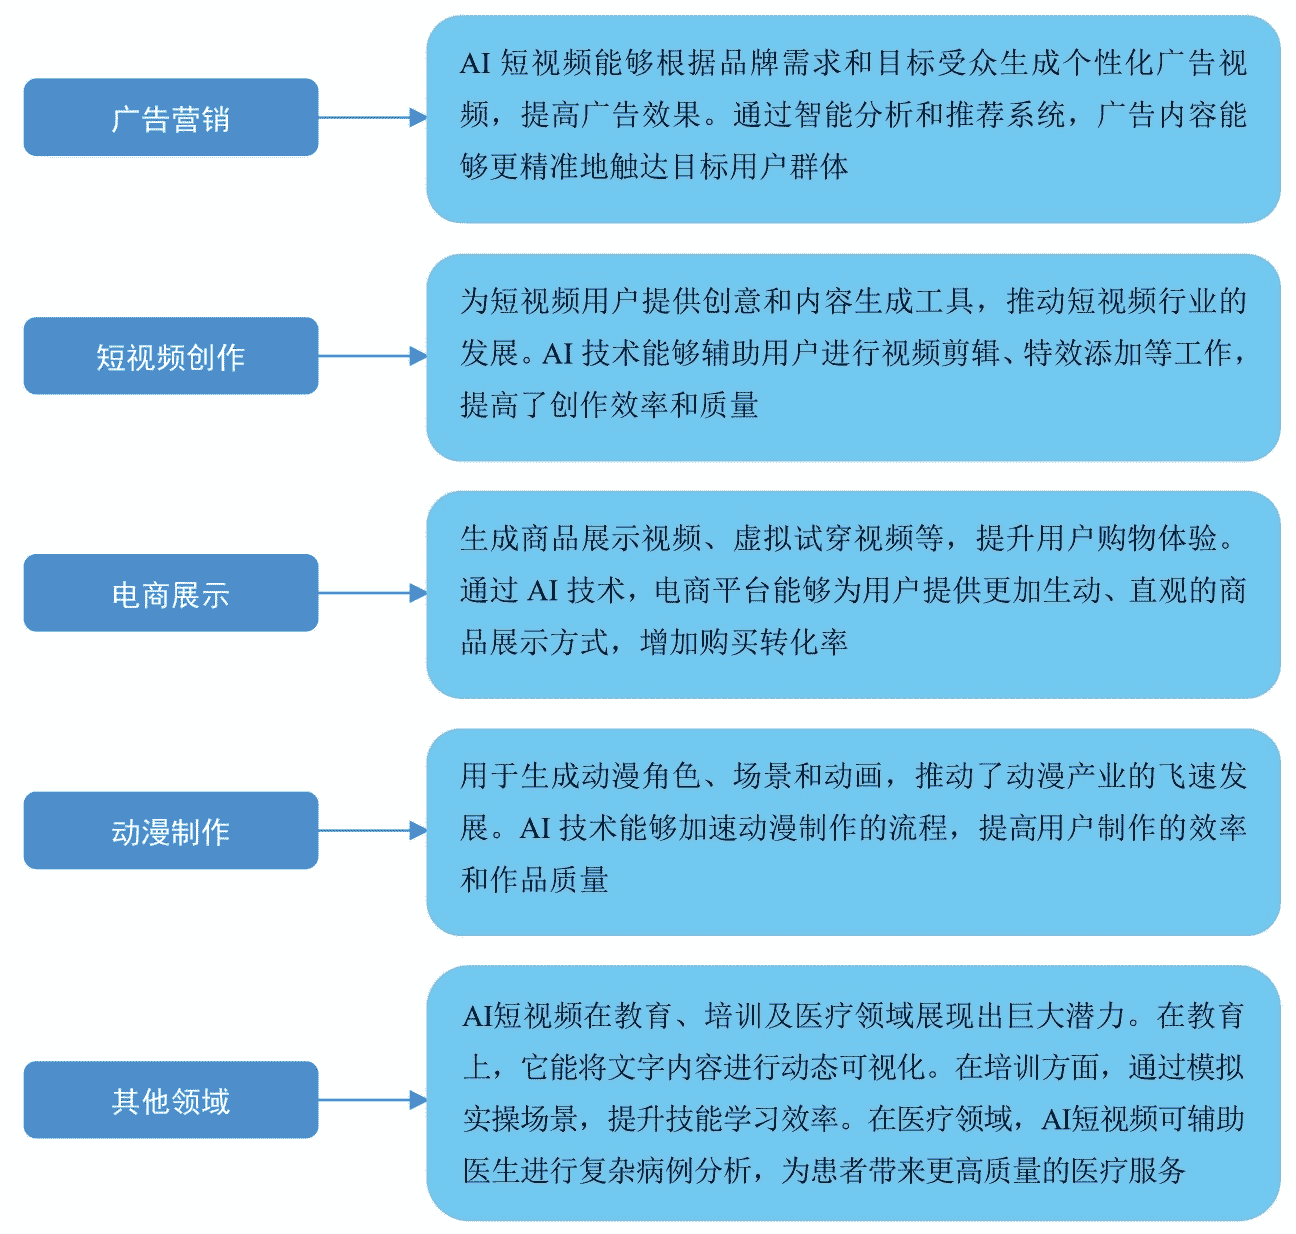 广告营销
AI 短视频能够根据品牌需求和目标受众生成个性化广告视
频，提高广告效果。通过智能分析和推荐系统，广告内容能
够更精准地触达目标用户群体
短视频创作
为短视频用户提供创意和内容生成工具，推动短视频行业的
发展。AI 技术能够辅助用户进行视频剪辑、特效添加等工作，
提高了创作效率和质量
电商展示
生成商品展示视频、虚拟试穿视频等，提升用户购物体验。
通过 AI 技术，电商平台能够为用户提供更加生动、直观的商
品展示方式，增加购买转化率
动漫制作
用于生成动漫角色、场景和动画，推动了动漫产业的飞速发
展。AI 技术能够加速动漫制作的流程，提高用户制作的效率
和作品质量
其他领域
AI短视频在教育、培训及医疗领域展现出巨大潜力。在教育
上，它能将文字内容进行动态可视化。在培训方面，通过模拟
实操场景，提升技能学习效率。在医疗领域，AI短视频可辅助
医生进行复杂病例分析，为患者带来更高质量的医疗服务